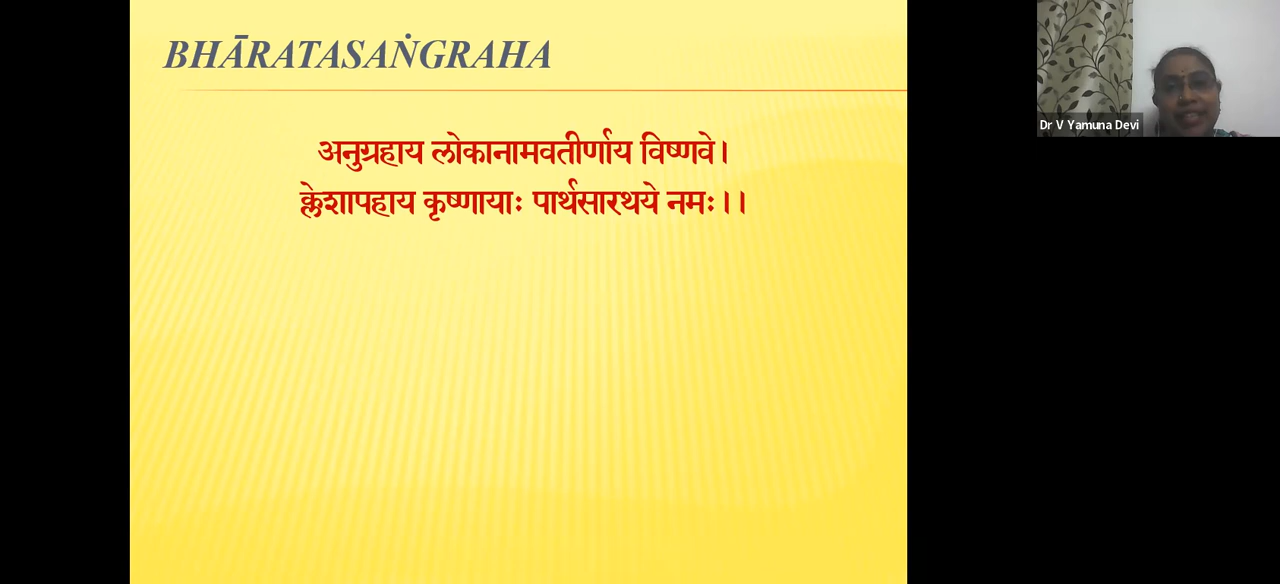 BHĀRATASAṄGRAHA
अनुग्रहाय लोकानामवतीर्णाय विष्णवे।
क्लेशापहाय कृष्णायाः पार्थसारथये नमः।।
Dr V Yamuna Devi